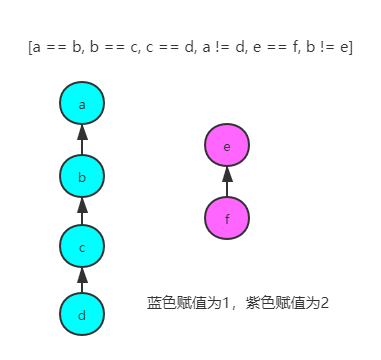 [a == b, b == c, c == d, a != d, e == f, b != e]
a
b
c
d
e
f
蓝色赋值为1，紫色赋值为2